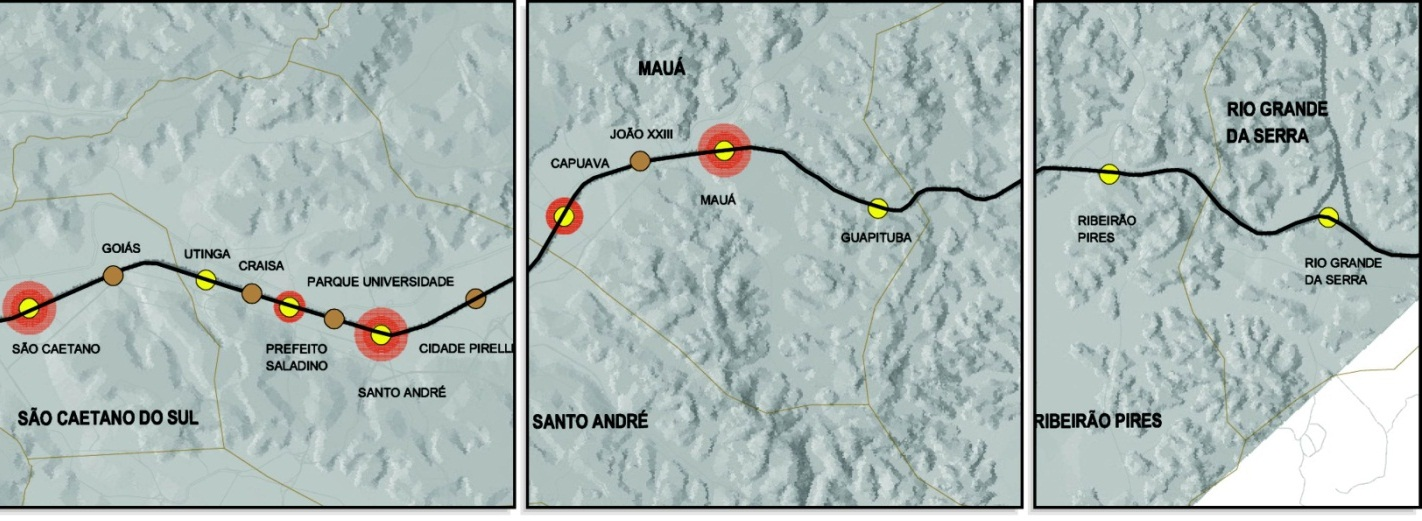 GOIÁS
UTINGA
CRAISA
PARQUE UNIVERSIDADE
SÃO CAETANO
PREFEITO
SALADINO
CIDADE PIRELLI
SANTO ANDRÉ
SÃO CAETANO DO SUL
MAUÁ
JOÃO XXIII
CAPUAVA
MAUÁ
GUAPITUBA
SANTO ANDRÉ
RIO GRANDE
DA SERRA
RIBEIRÃO
PIRES
RIO GRANDE
DA SERRA
RIBEIRÃO PIRES